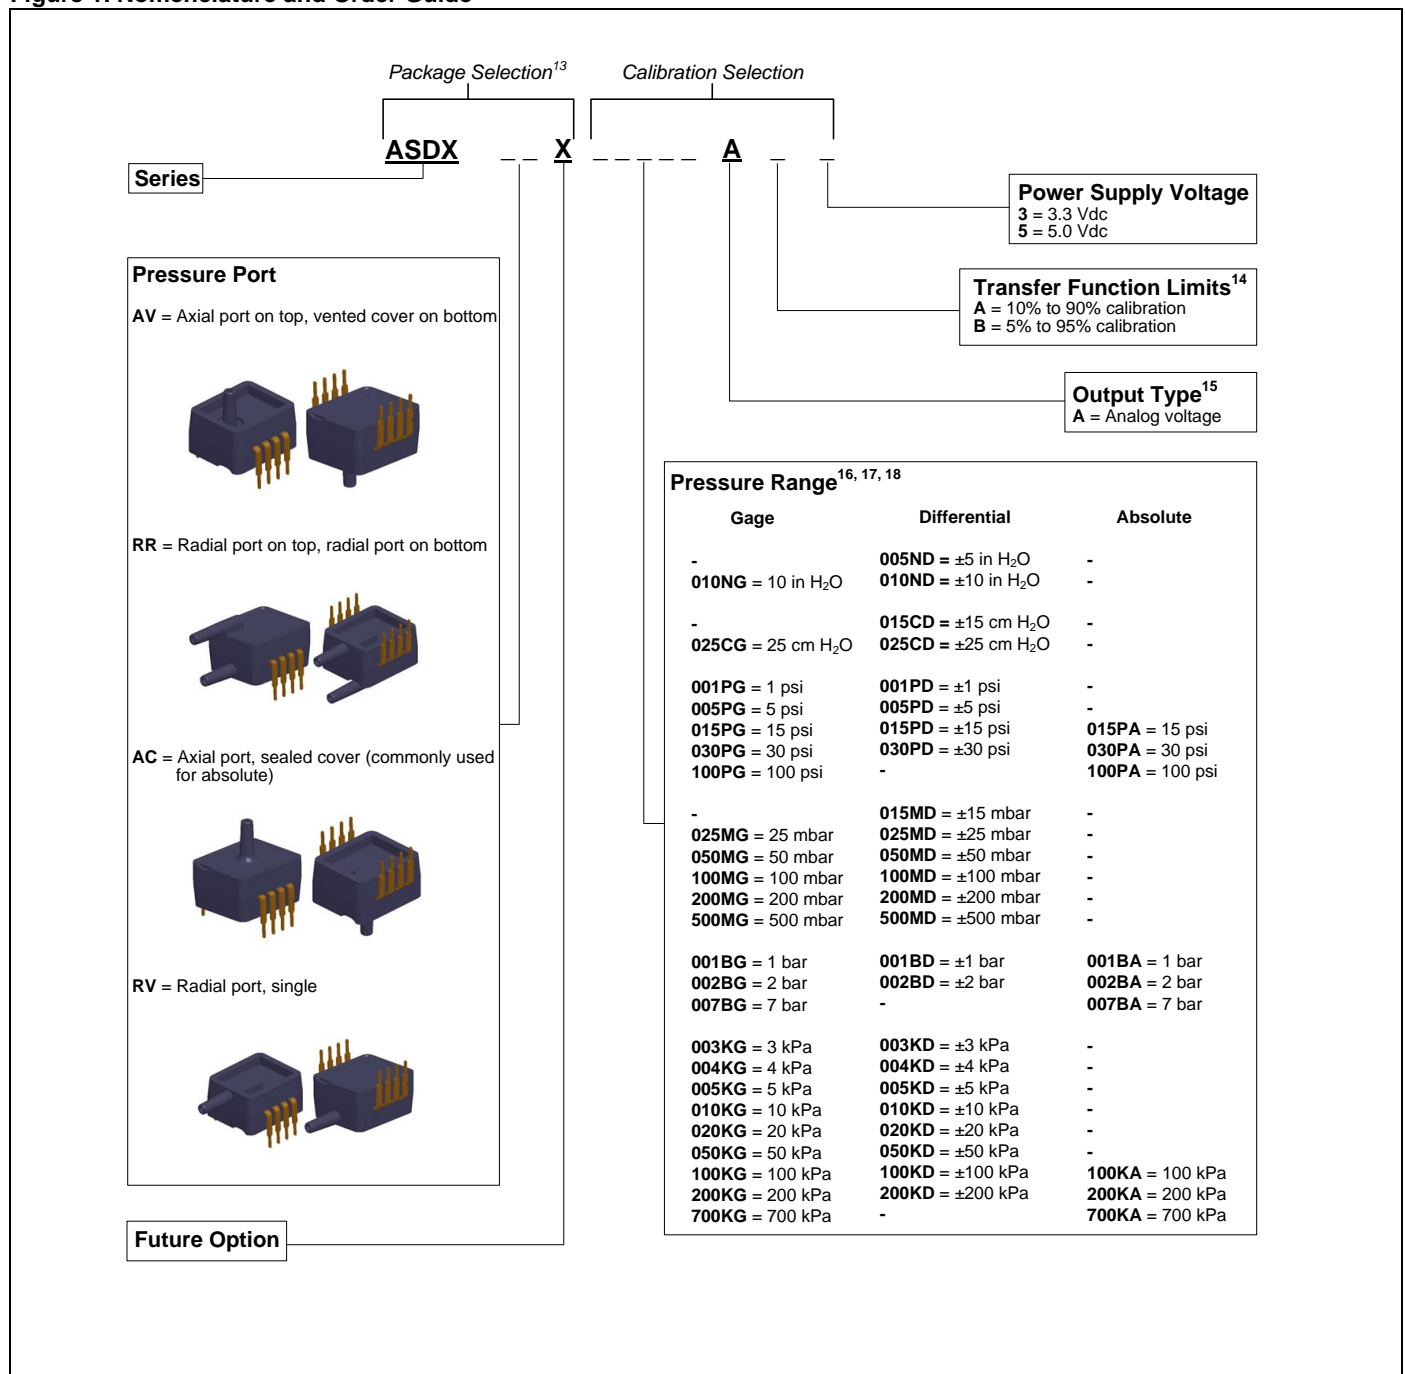 Figure 1. Nomenclature and Order Guide
Package Selection13 Calibration Selection
ASDX _ _ X _ _ _ _ _ A _ _
Series
Power Supply Voltage
3 = 3.3 Vdc
5 = 5.0 Vdc
Transfer Function Limits14
A = 10% to 90% calibration
B = 5% to 95% calibration
Output Type15
A = Analog voltage
Pressure Port
AV = Axial port on top, vented cover on bottom
RR = Radial port on top, radial port on bottom
AC = Axial port, sealed cover (commonly used
for absolute)
RV = Radial port, single
Future Option
Pressure Range16, 17, 18
Gage Differential Absolute
- 005ND = ±5 in H2O -
010NG = 10 in H2O 010ND = ±10 in H2O -
- 015CD = ±15 cm H2O -
025CG = 25 cm H2O 025CD = ±25 cm H2O -
001PG = 1 psi 001PD = ±1 psi -
005PG = 5 psi 005PD = ±5 psi -
015PG = 15 psi 015PD = ±15 psi 015PA = 15 psi
030PG = 30 psi 030PD = ±30 psi 030PA = 30 psi
100PG = 100 psi - 100PA = 100 psi
- 015MD = ±15 mbar -
025MG = 25 mbar 025MD = ±25 mbar -
050MG = 50 mbar 050MD = ±50 mbar -
100MG = 100 mbar 100MD = ±100 mbar -
200MG = 200 mbar 200MD = ±200 mbar -
500MG = 500 mbar 500MD = ±500 mbar -
001BG = 1 bar 001BD = ±1 bar 001BA = 1 bar
002BG = 2 bar 002BD = ±2 bar 002BA = 2 bar
007BG = 7 bar - 007BA = 7 bar
003KG = 3 kPa 003KD = ±3 kPa -
004KG = 4 kPa 004KD = ±4 kPa -
005KG = 5 kPa 005KD = ±5 kPa -
010KG = 10 kPa 010KD = ±10 kPa -
020KG = 20 kPa 020KD = ±20 kPa -
050KG = 50 kPa 050KD = ±50 kPa -
100KG = 100 kPa 100KD = ±100 kPa 100KA = 100 kPa
200KG = 200 kPa 200KD = ±200 kPa 200KA = 200 kPa
700KG = 700 kPa - 700KA = 700 kPa